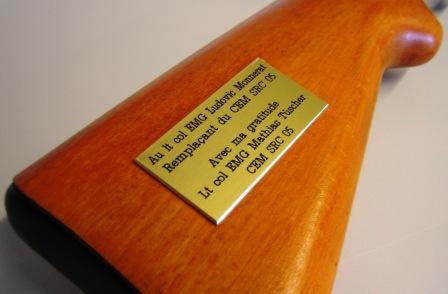 Au lt col EMG Ludovic Monnerat
Remplaçant du CEM SRC 05
Avec ma gratitude
Lt col EMG Mathias Tüscher
CEM SRC 05